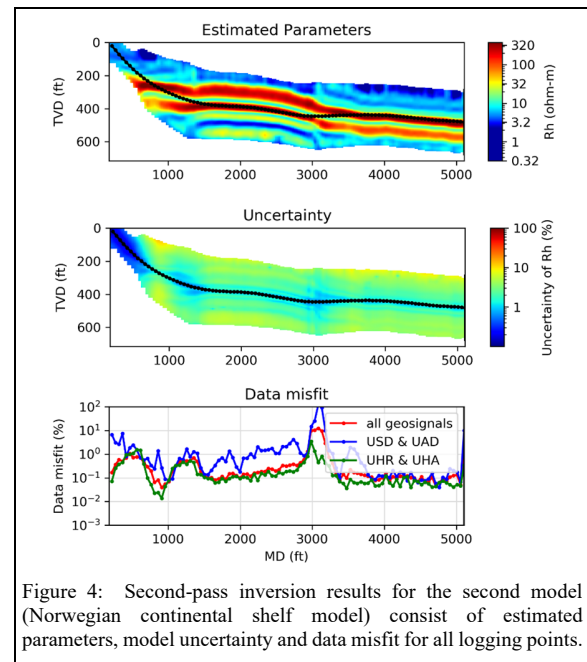 Estimated Parameters
0
200
400
600
TVD (ft)
1000 2000 3000 4000 5000
320
100
32
10
3.2
1
0.32
Rh (ohm-m)
Uncertainty
0
200
400
600
TVD (ft)
1000 2000 3000 4000 5000
100
10
1
Uncertainty of Rh (%)
Data misfit
10²
10¹
10⁰
10⁻¹
10⁻²
10⁻³
Data misfit (%)
all geosignals
USD & UAD
UHR & UHA
1000 2000 3000 4000 5000
MD (ft)
Figure 4: Second-pass inversion results for the second model
(Norwegian continental shelf model) consist of estimated
parameters, model uncertainty and data misfit for all logging points.